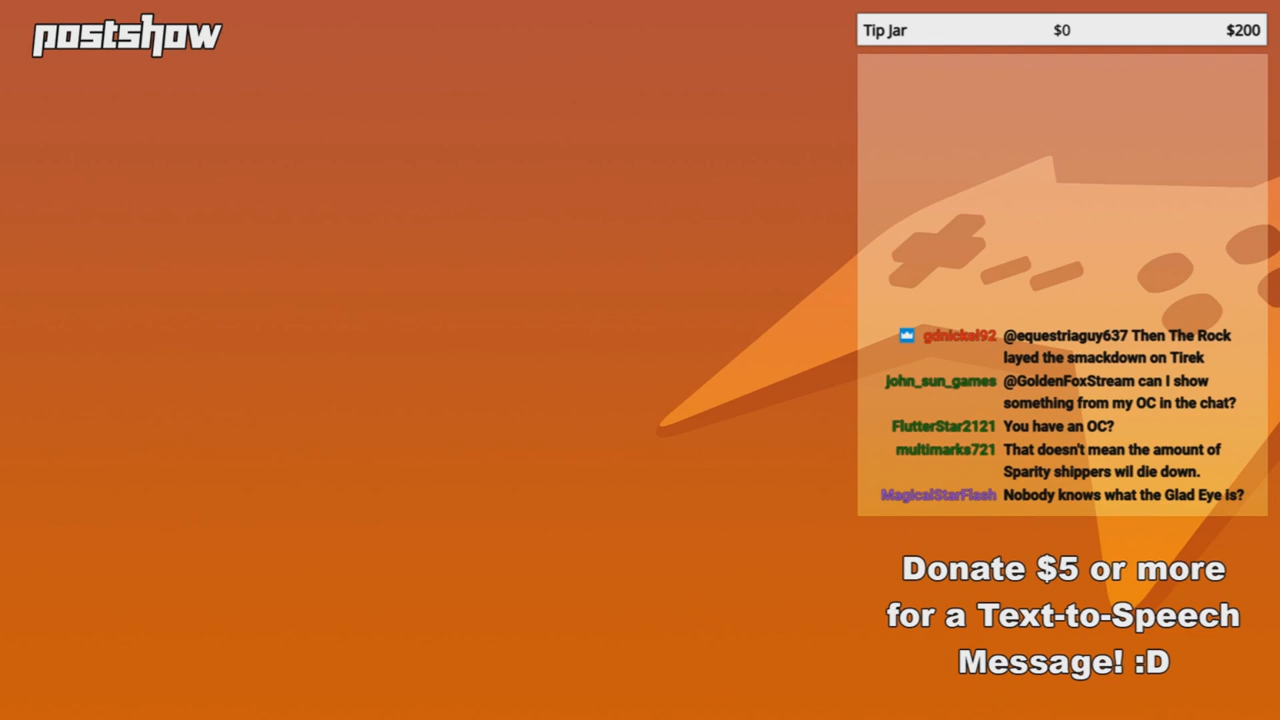 postshow
Tip Jar $0 $200
gdnickel92 @equestriaguy637 Then The Rock
layed the smackdown on Tirek
john_sun_games @GoldenFoxStream can I show
something from my OC in the chat?
FlutterStar2121 You have an OC?
multimarks721 That doesn't mean the amount of
Sparity shippers wil die down.
MagicalStarFlash Nobody knows what the Glad Eye is?
Donate $5 or more
for a Text-to-Speech
Message! :D